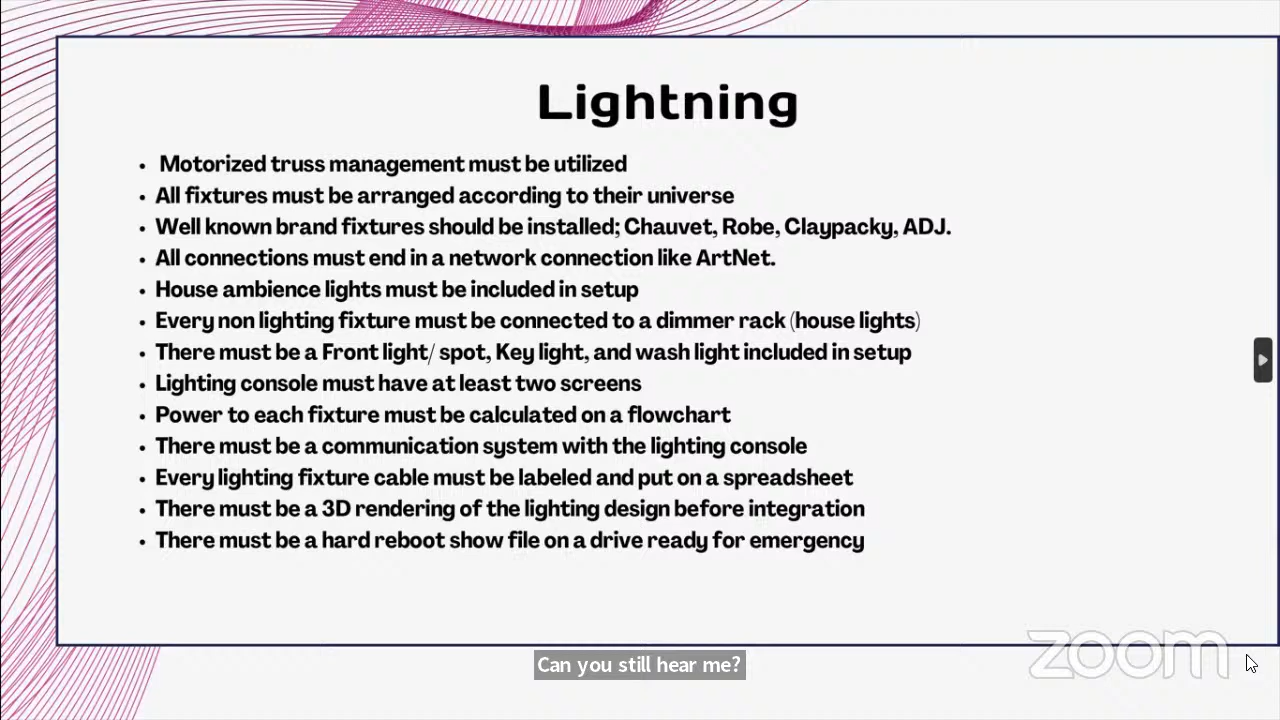 Lightning
• Motorized truss management must be utilized
• All fixtures must be arranged according to their universe
• Well known brand fixtures should be installed; Chauvet, Robe, Claypacky, ADJ.
• All connections must end in a network connection like ArtNet.
• House ambience lights must be included in setup
• Every non lighting fixture must be connected to a dimmer rack (house lights)
• There must be a Front light/ spot, Key light, and wash light included in setup
• Lighting console must have at least two screens
• Power to each fixture must be calculated on a flowchart
• There must be a communication system with the lighting console
• Every lighting fixture cable must be labeled and put on a spreadsheet
• There must be a 3D rendering of the lighting design before integration
• There must be a hard reboot show file on a drive ready for emergency
zoom
Can you still hear me?